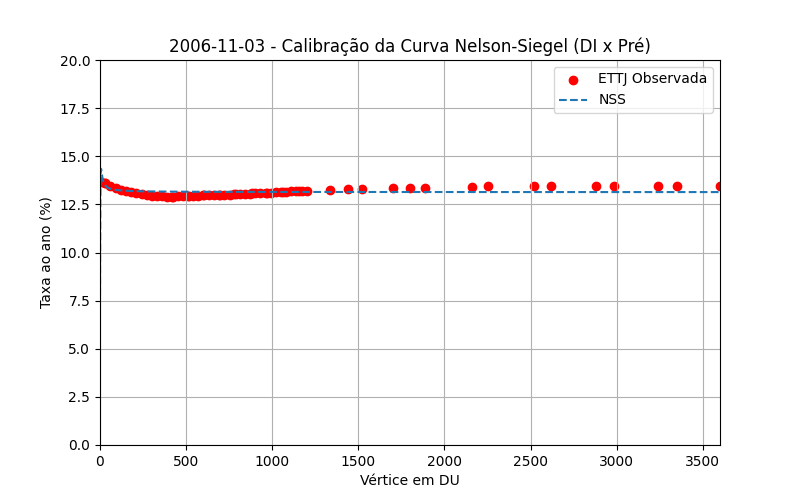 2006-11-03 - Calibração da Curva Nelson-Siegel (DI x Pré)
ETTJ Observada
NSS
Taxa ao ano (%)
20.0
17.5
15.0
12.5
10.0
7.5
5.0
2.5
0.0
0 500 1000 1500 2000 2500 3000 3500
Vértice em DU